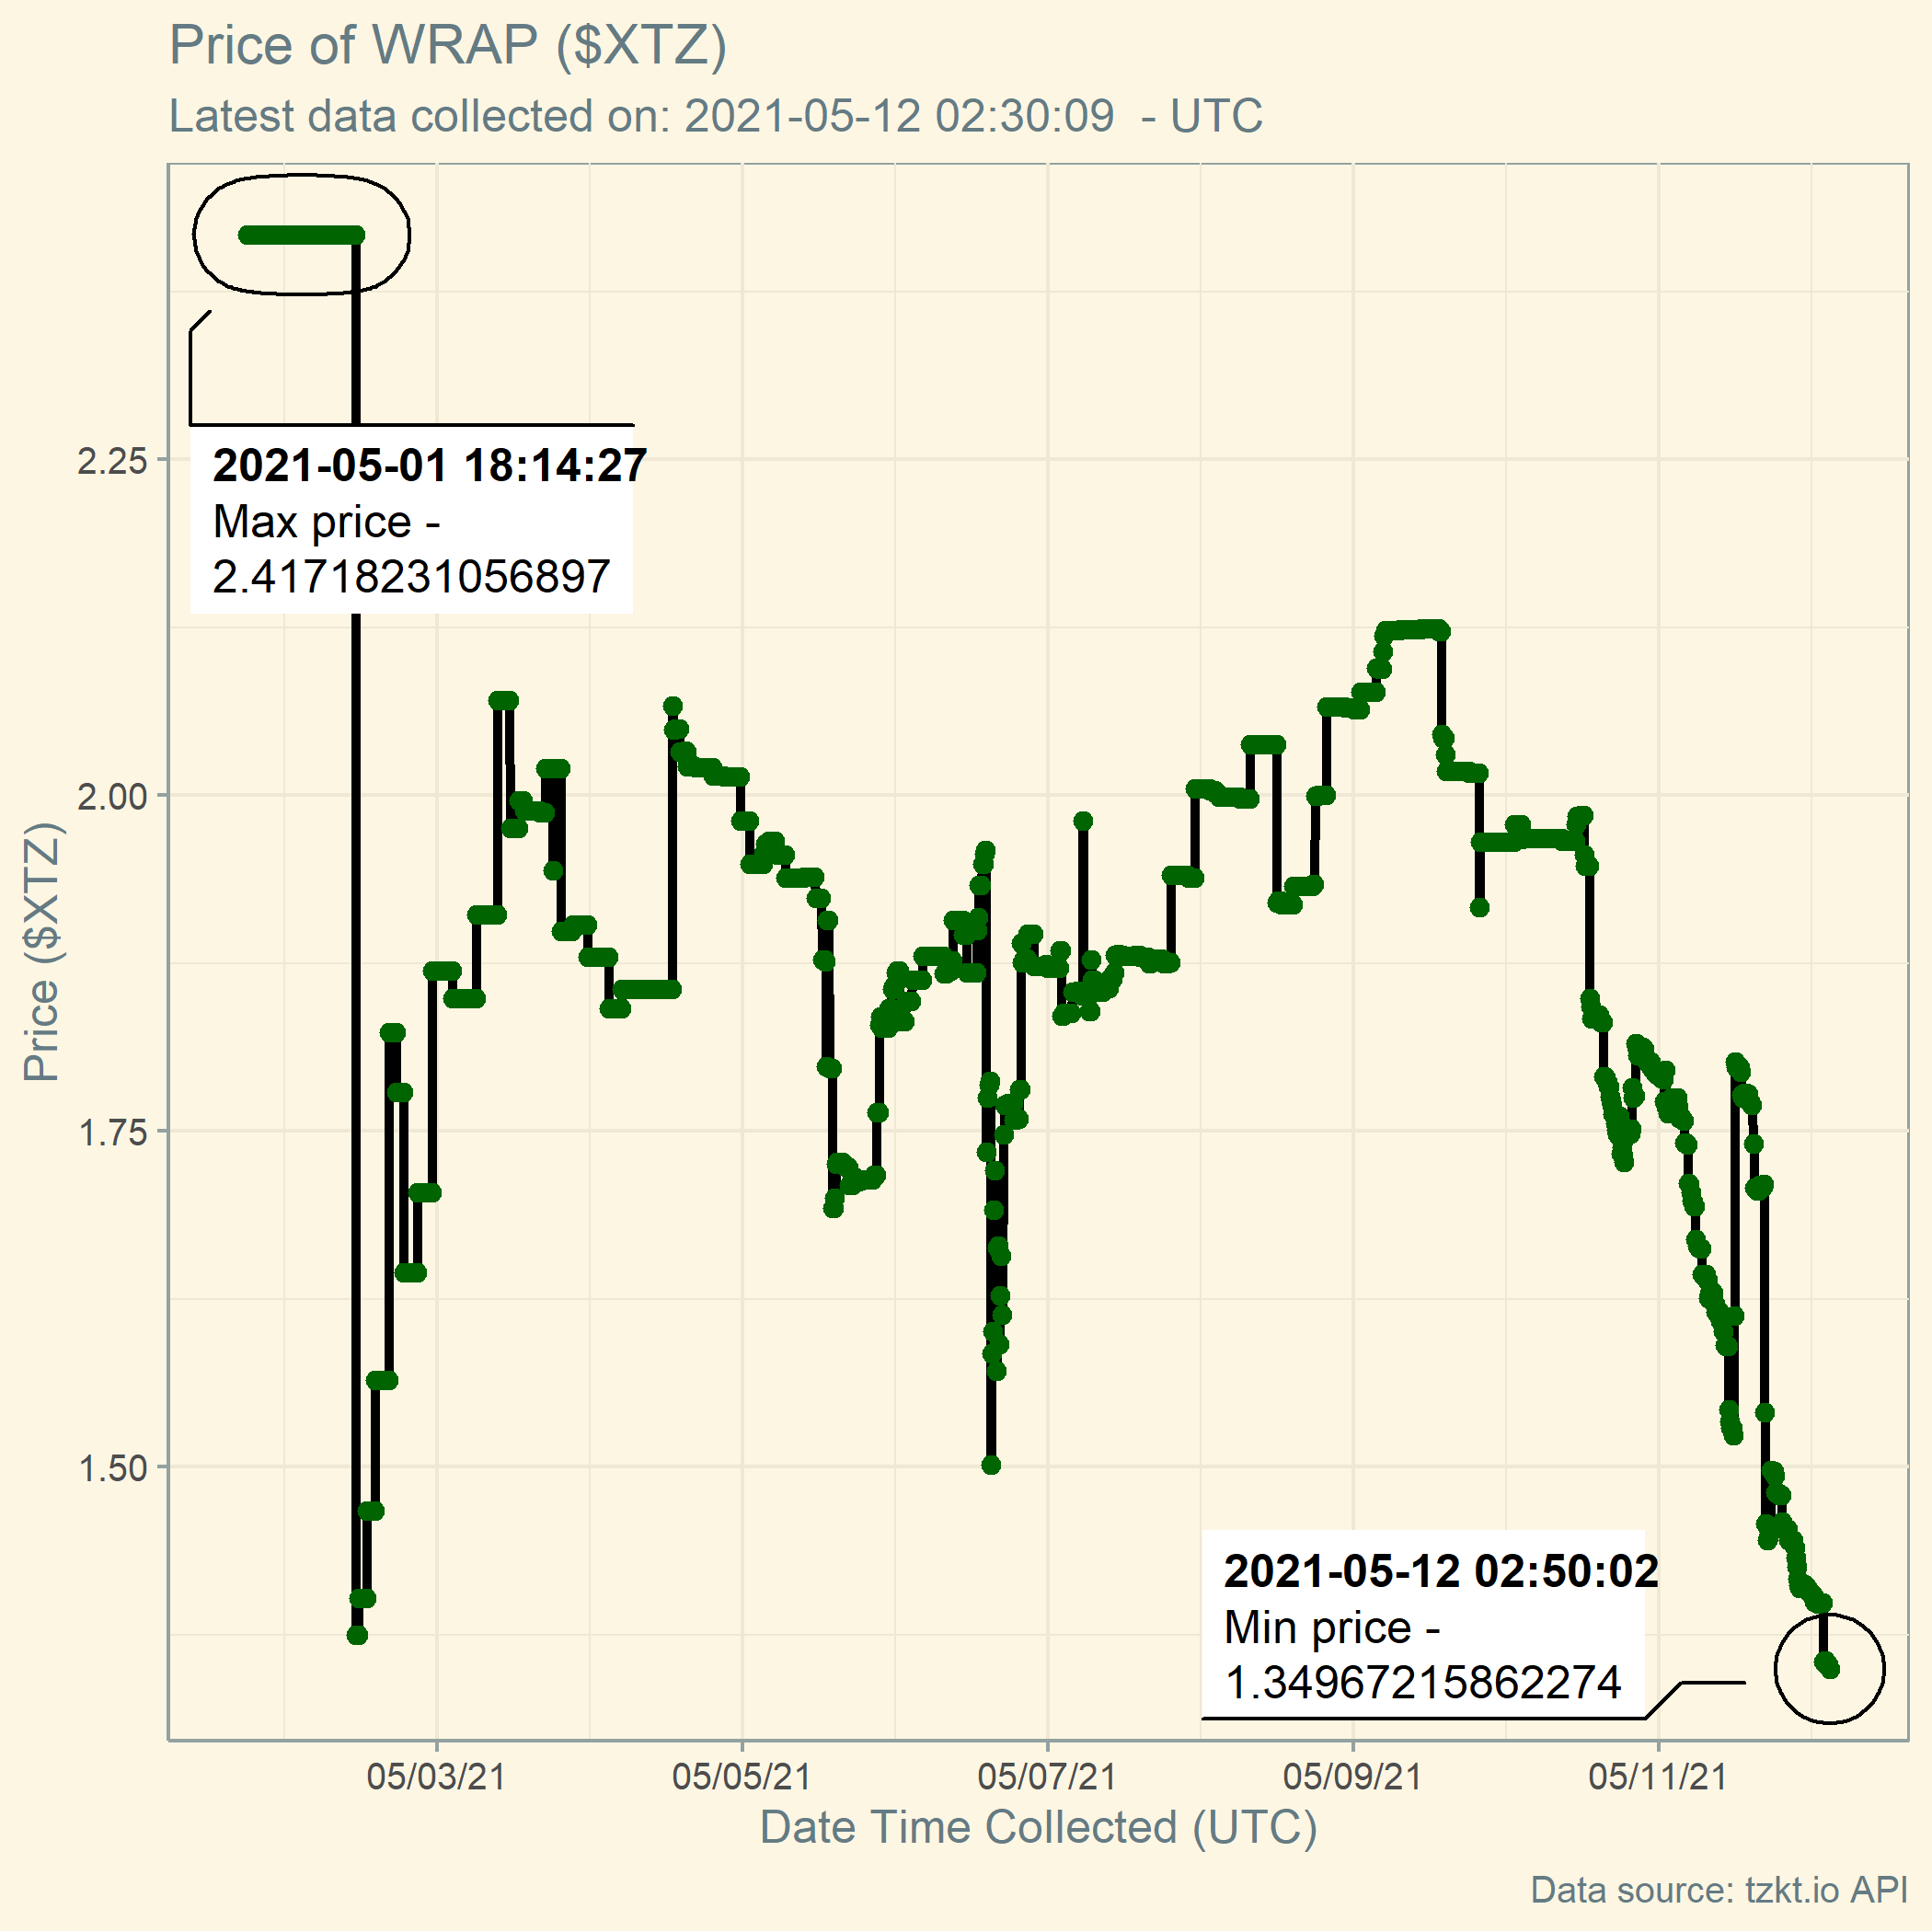 Price of WRAP ($XTZ)
Latest data collected on: 2021-05-12 02:30:09  - UTC
2021-05-01 18:14:27
Max price -
2.41718231056897
2.25
2.00
1.75
1.50
Price ($XTZ)
2021-05-12 02:50:02
Min price -
1.34967215862274
05/03/21
05/05/21
05/07/21
05/09/21
05/11/21
Date Time Collected (UTC)
Data source: tzkt.io API